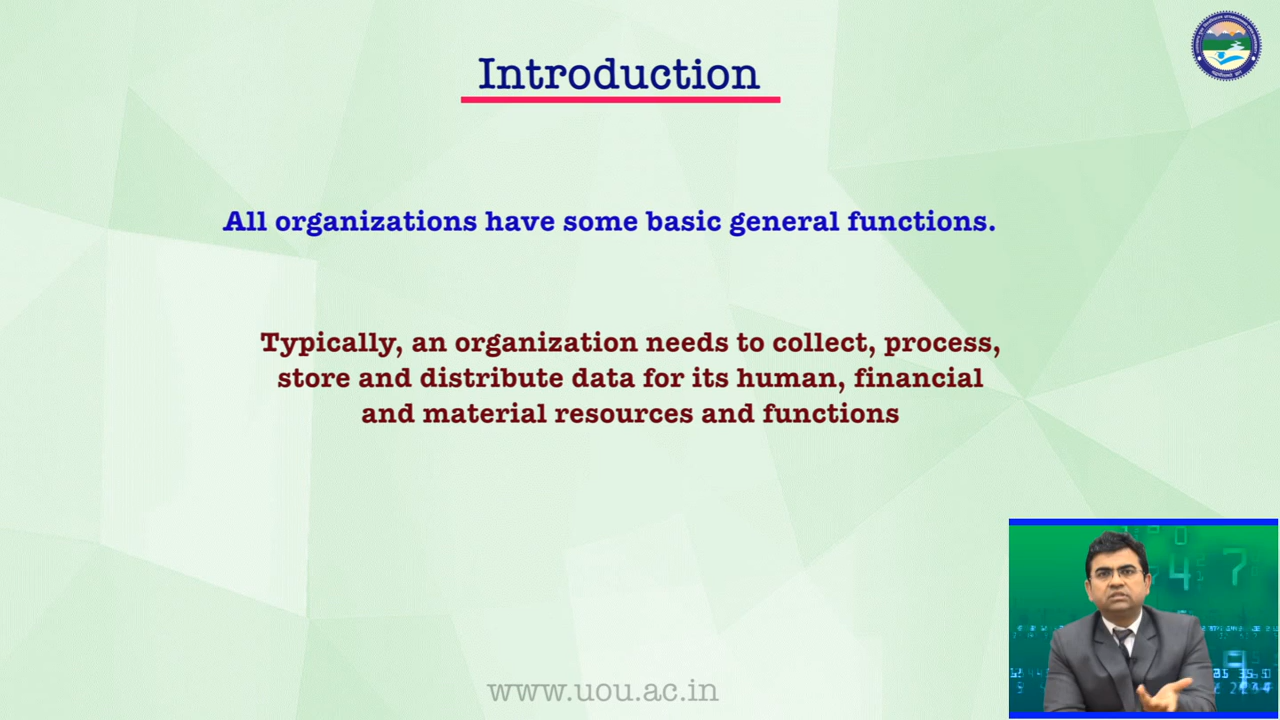 Introduction
All organizations have some basic general functions.
Typically, an organization needs to collect, process,
store and distribute data for its human, financial
and material resources and functions
www.uou.ac.in